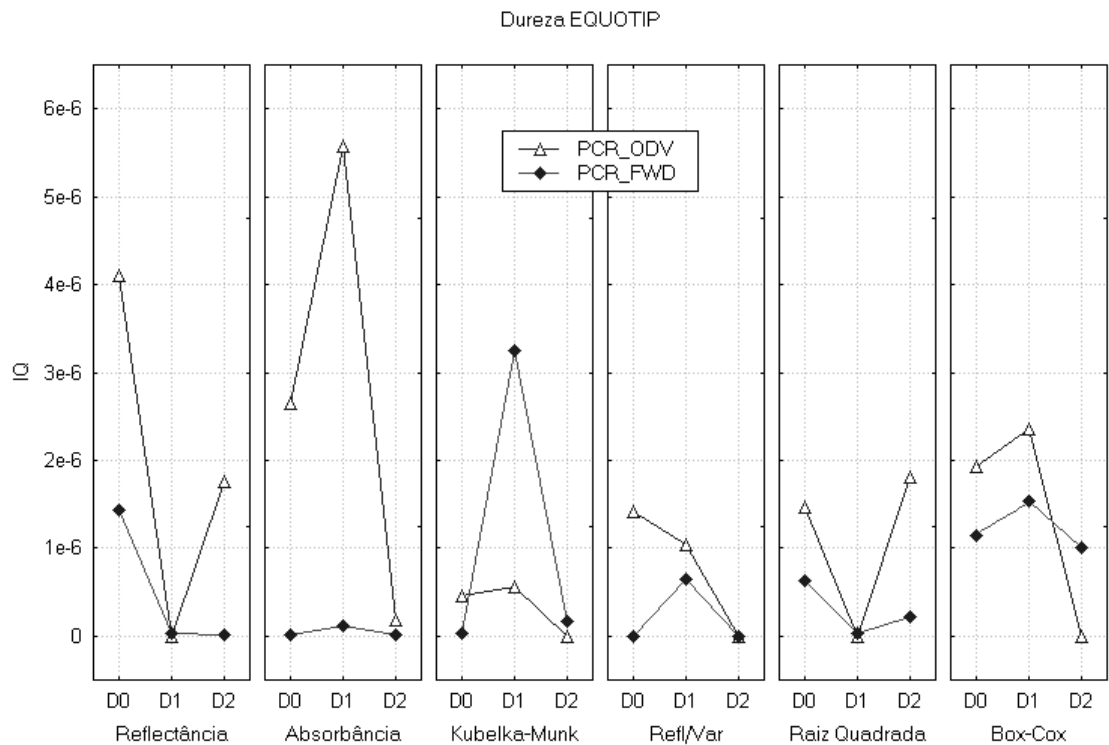 Dureza EQUOTIP
6e-6
5e-6
4e-6
3e-6
2e-6
1e-6
0
IQ
PCR_ODV
PCR_FWD
D0 D1 D2 D0 D1 D2 D0 D1 D2 D0 D1 D2 D0 D1 D2 D0 D1 D2
Reflectância Absorbância Kubelka-Munk Refl/Var Raiz Quadrada Box-Cox